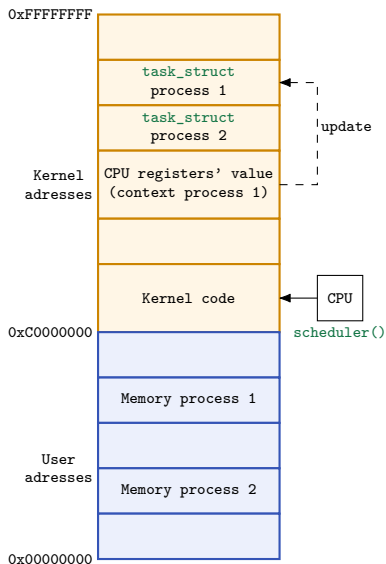 0xFFFFFFFF
task_struct
process 1
task_struct
process 2
update
Kernel
adresses
CPU registers' value
(context process 1)
Kernel code
CPU
0xC0000000
scheduler()
Memory process 1
User
adresses
Memory process 2
0x00000000